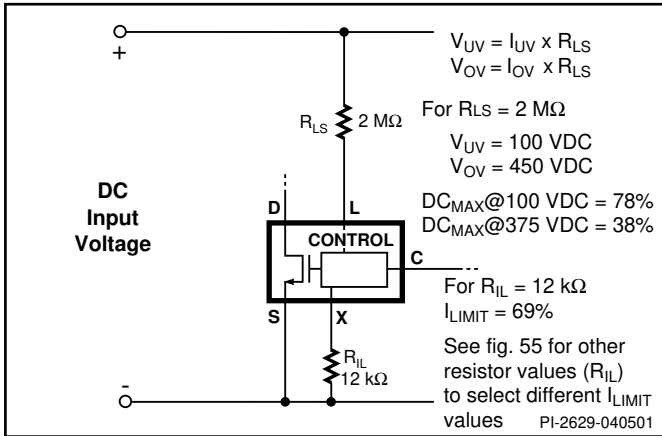 +
V_UV = I_UV x R_LS
V_OV = I_OV x R_LS
R_LS
2 MΩ
For R_LS = 2 MΩ
V_UV = 100 VDC
V_OV = 450 VDC
DC_MAX@100 VDC = 78%
DC_MAX@375 VDC = 38%
DC
Input
Voltage
D
L
CONTROL
C
S
X
For R_IL = 12 kΩ
I_LIMIT = 69%
R_IL
12 kΩ
See fig. 55 for other
resistor values (R_IL)
to select different I_LIMIT
values
-
PI-2629-040501